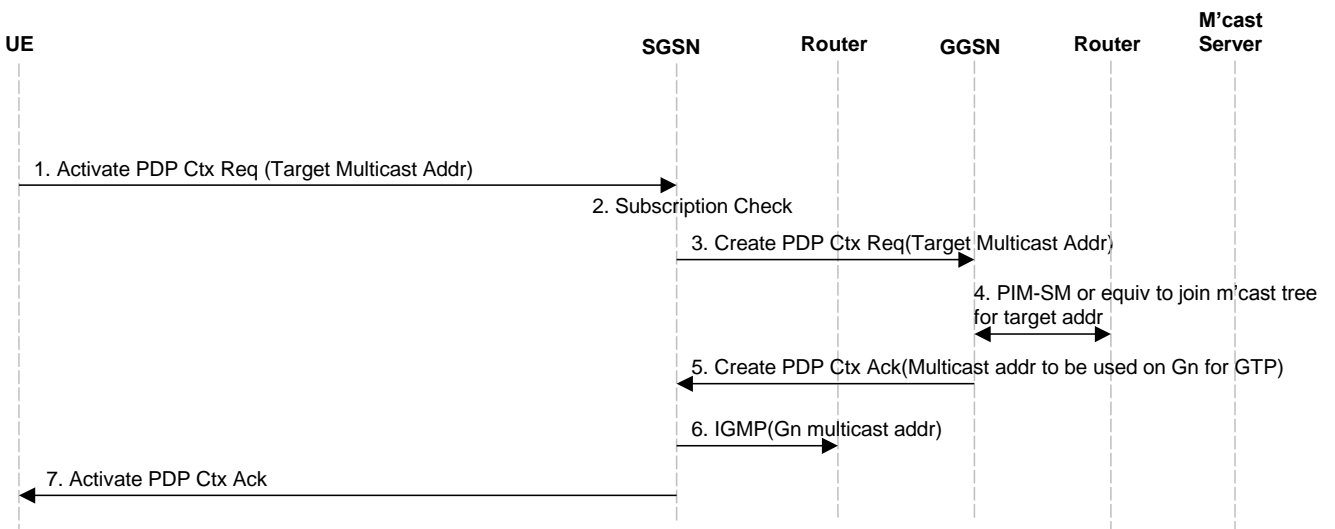 M'cast
UE SGSN Router GGSN Router Server
1. Activate PDP Ctx Req (Target Multicast Addr)
2. Subscription Check
3. Create PDP Ctx Req(Target Multicast Addr)
4. PIM-SM or equiv to join m'cast tree
for target addr
5. Create PDP Ctx Ack(Multicast addr to be used on Gn for GTP)
6. IGMP(Gn multicast addr)
7. Activate PDP Ctx Ack